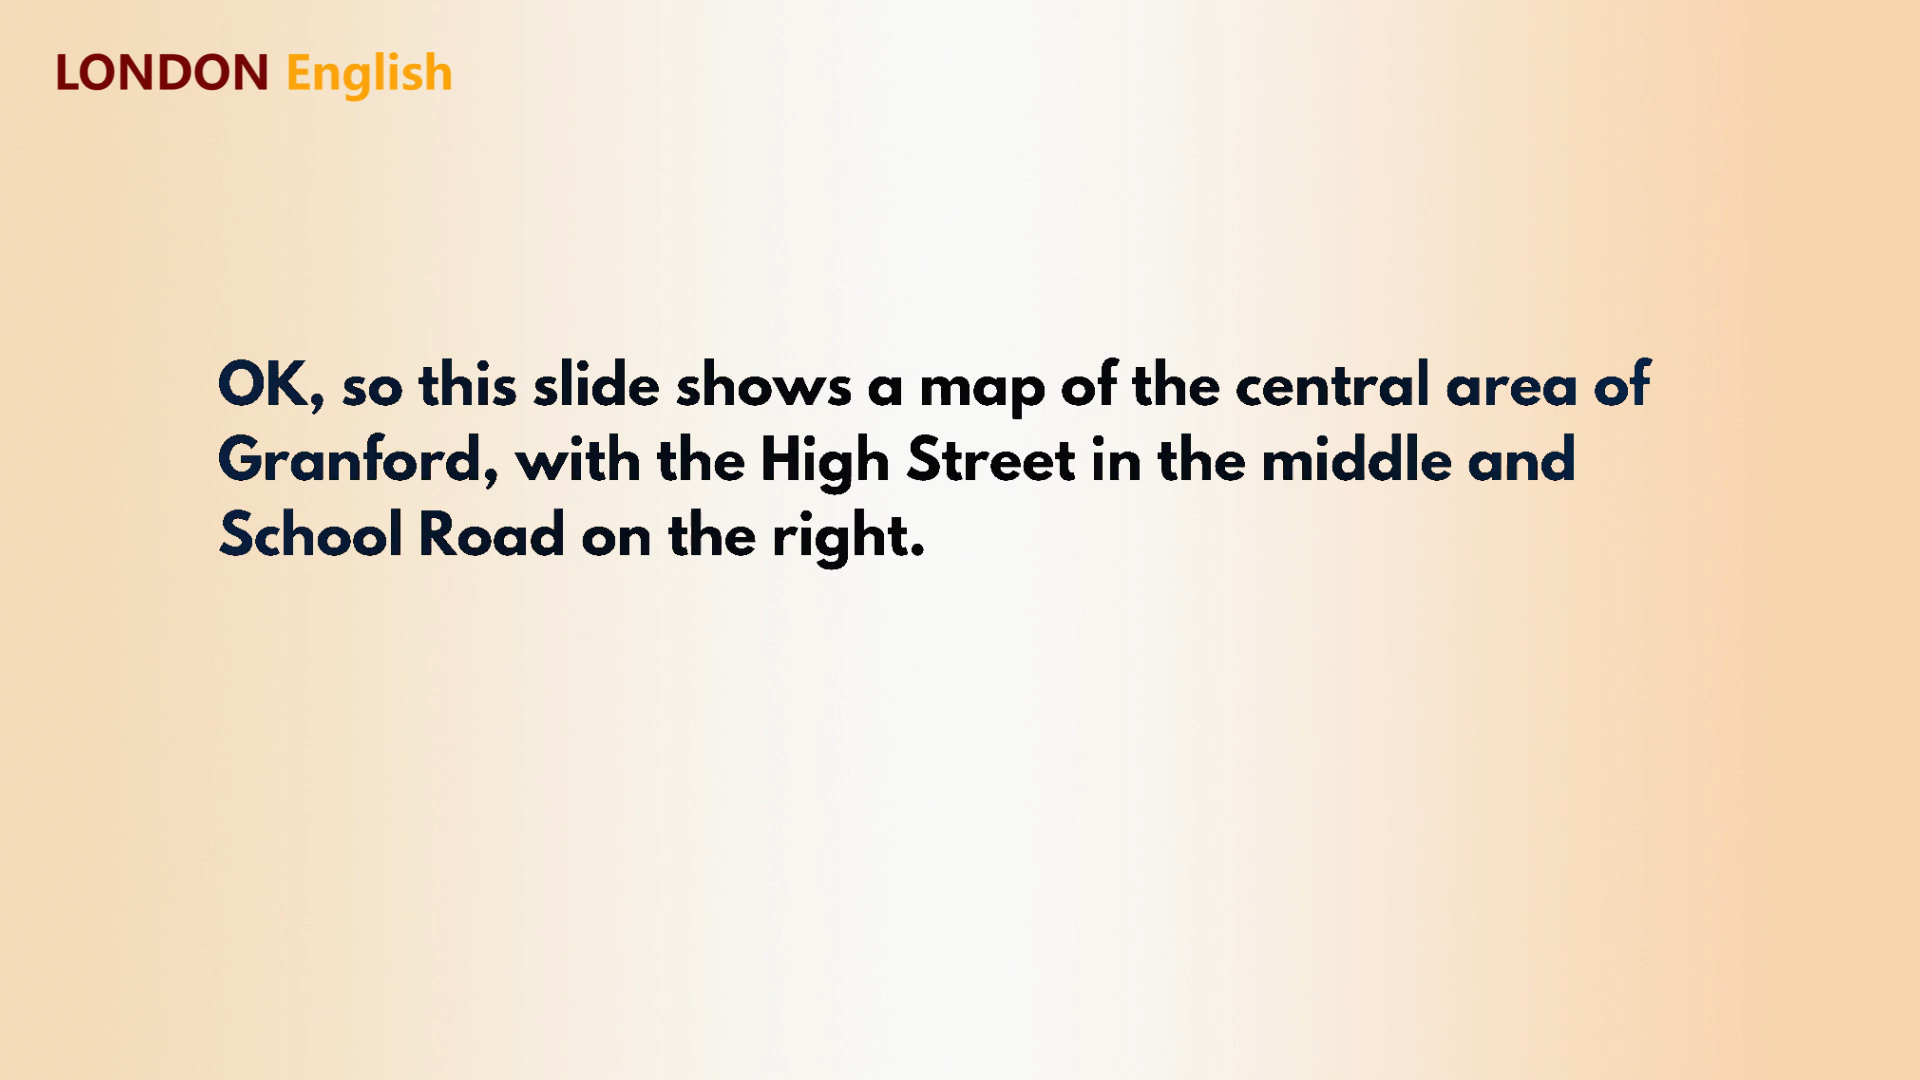 LONDON English
OK, so this slide shows a map of the central area of
Granford, with the High Street in the middle and
School Road on the right.